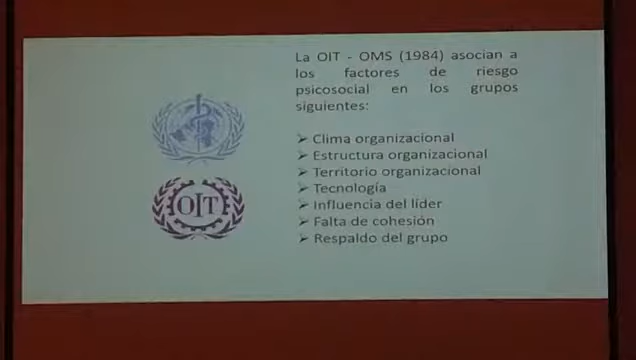 La OIT - OMS (1984) asocian a
los factores de riesgo
psicosocial en los grupos
siguientes:
➢ Clima organizacional
➢ Estructura organizacional
➢ Territorio organizacional
➢ Tecnología
➢ Influencia del líder
➢ Falta de cohesión
➢ Respaldo del grupo
OIT